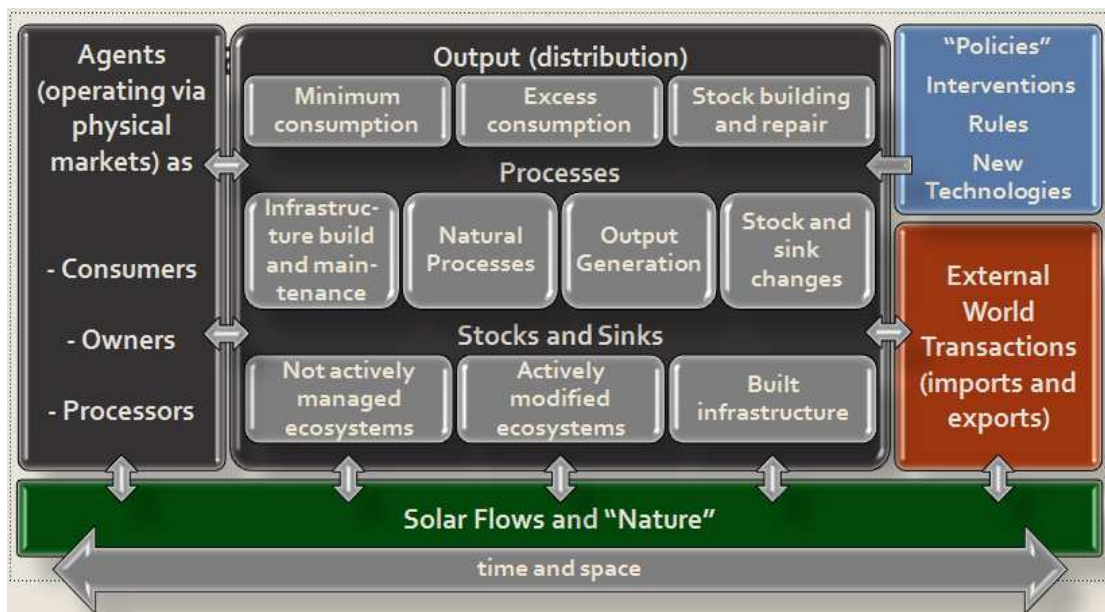 Agents
(operating via
physical
markets) as
- Consumers
- Owners
- Processors
Output (distribution)
Minimum
consumption
Excess
consumption
Stock building
and repair
Processes
Infrastruc-
ture build
and main-
tenance
Natural
Processes
Output
Generation
Stock and
sink
changes
Stocks and Sinks
Not actively
managed
ecosystems
Actively
modified
ecosystems
Built
infrastructure
“Policies”
Interventions
Rules
New
Technologies
External
World
Transactions
(imports and
exports)
Solar Flows and “Nature”
time and space